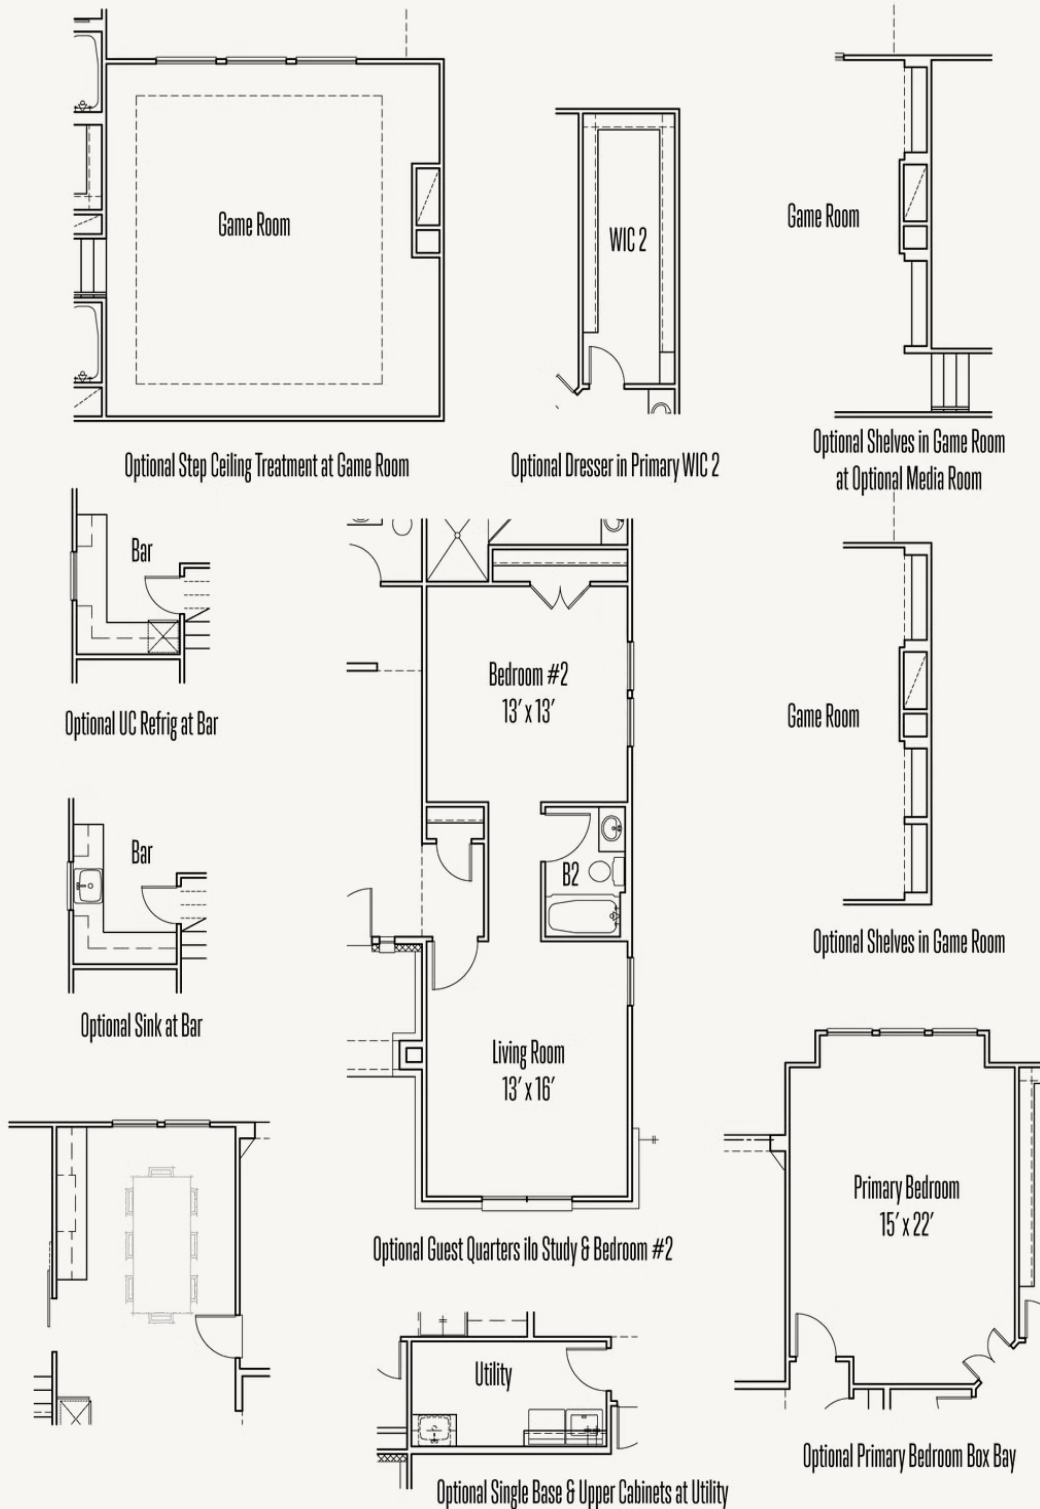 Game Room
Optional Step Ceiling Treatment at Game Room
WIC 2
Optional Dresser in Primary WIC 2
Game Room
Optional Shelves in Game Room
at Optional Media Room
Bar
Optional UC Refrig at Bar
Bar
Optional Sink at Bar
Bedroom #2
13' x 13'
B2
Living Room
13' x 16'
Optional Guest Quarters ilo Study & Bedroom #2
Game Room
Optional Shelves in Game Room
Utility
Optional Single Base & Upper Cabinets at Utility
Primary Bedroom
15' x 22'
Optional Primary Bedroom Box Bay